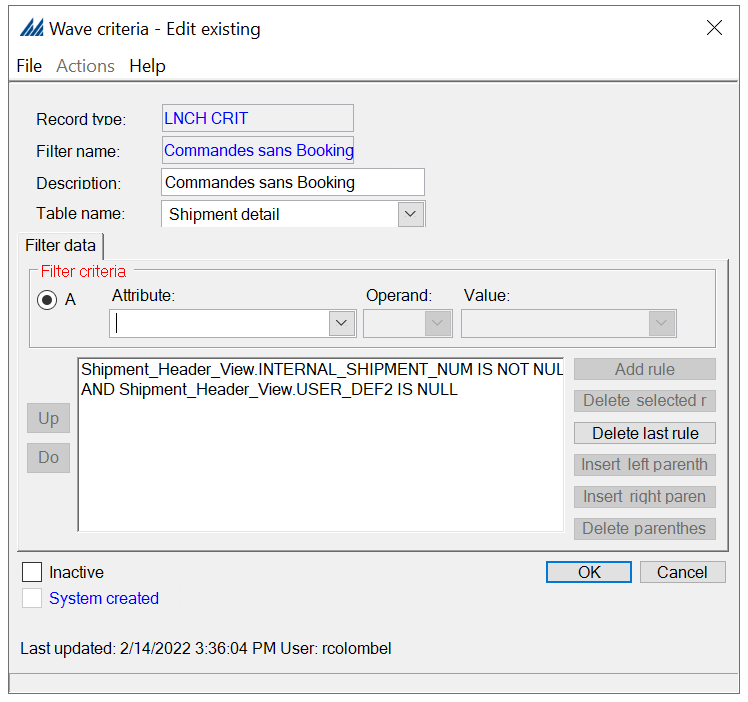 Wave criteria - Edit existing
File Actions Help
Record type: LNCH CRIT
Filter name: Commandes sans Booking
Description: Commandes sans Booking
Table name: Shipment detail
Filter data
Filter criteria
A Attribute: Operand: Value:
Shipment_Header_View.INTERNAL_SHIPMENT_NUM IS NOT NUL
AND Shipment_Header_View.USER_DEF2 IS NULL
Up
Do
Add rule
Delete selected r
Delete last rule
Insert left parenth
Insert right paren
Delete parenthes
Inactive
OK Cancel
System created
Last updated: 2/14/2022 3:36:04 PM User: rcolombel